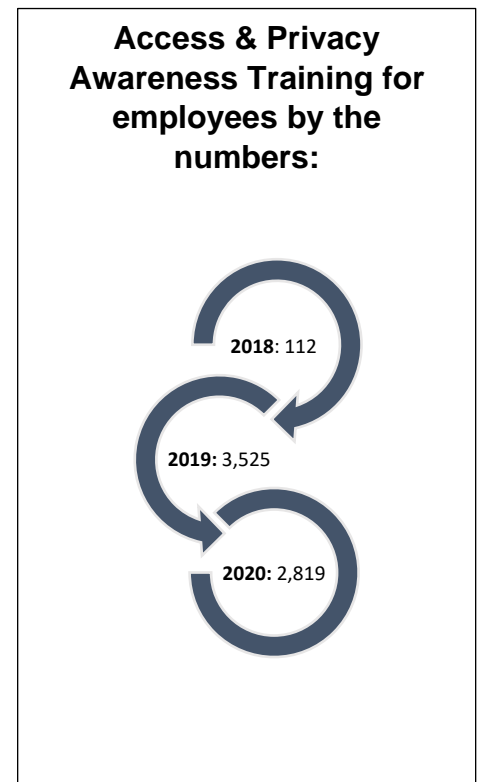 Access & Privacy
Awareness Training for
employees by the
numbers:
2018: 112
2019: 3,525
2020: 2,819